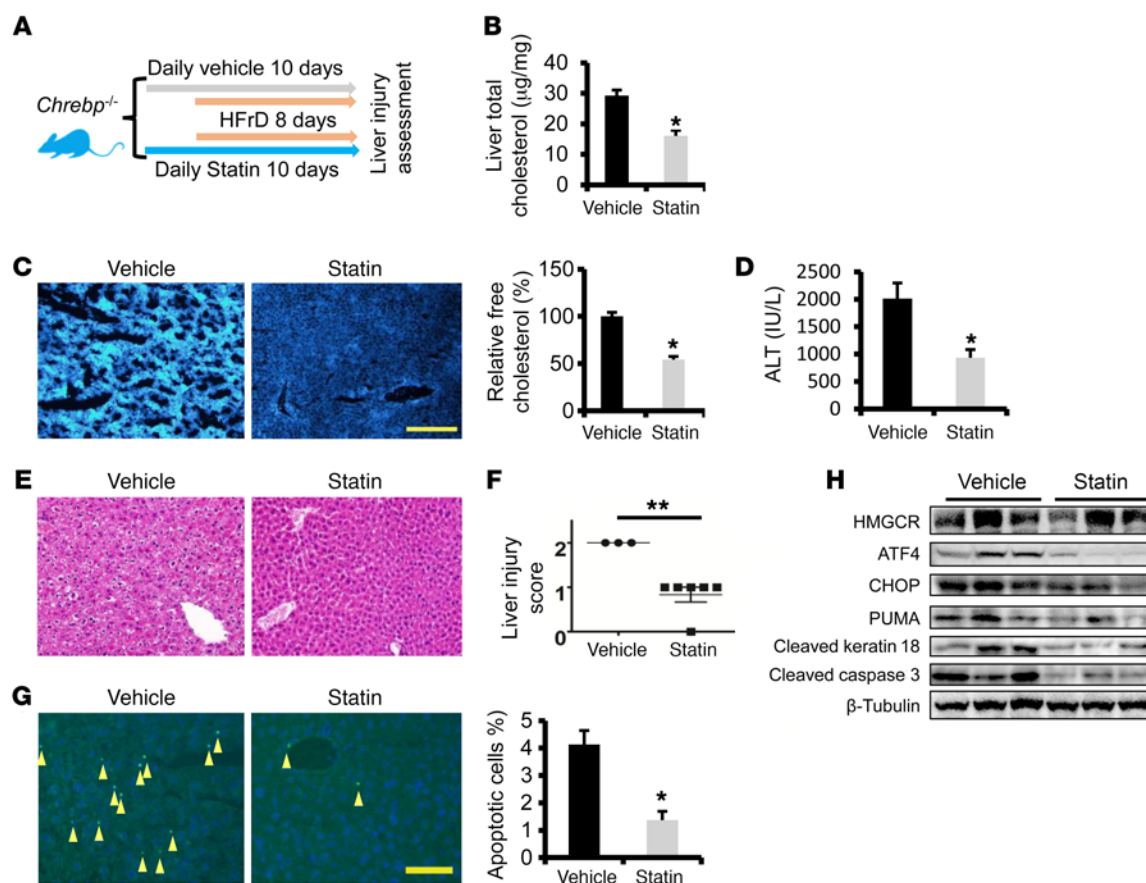 A
Daily vehicle 10 days
Chrebp-/-
HFrD 8 days
Daily Statin 10 days
Liver injury
assessment
B
Liver total
cholesterol (μg/mg)
40
30
20
10
0
*
Vehicle
Statin
C
Vehicle
Statin
Relative free
cholesterol (%)
150
100
50
0
*
Vehicle
Statin
D
ALT (IU/L)
2500
2000
1500
1000
500
0
*
Vehicle
Statin
E
Vehicle
Statin
F
Liver injury
score
2
1
0
**
Vehicle
Statin
G
Vehicle
Statin
Apoptotic cells %)
5
4
3
2
1
0
*
Vehicle
Statin
H
Vehicle
Statin
HMGCR
ATF4
CHOP
PUMA
Cleaved keratin 18
Cleaved caspase 3
β-Tubulin